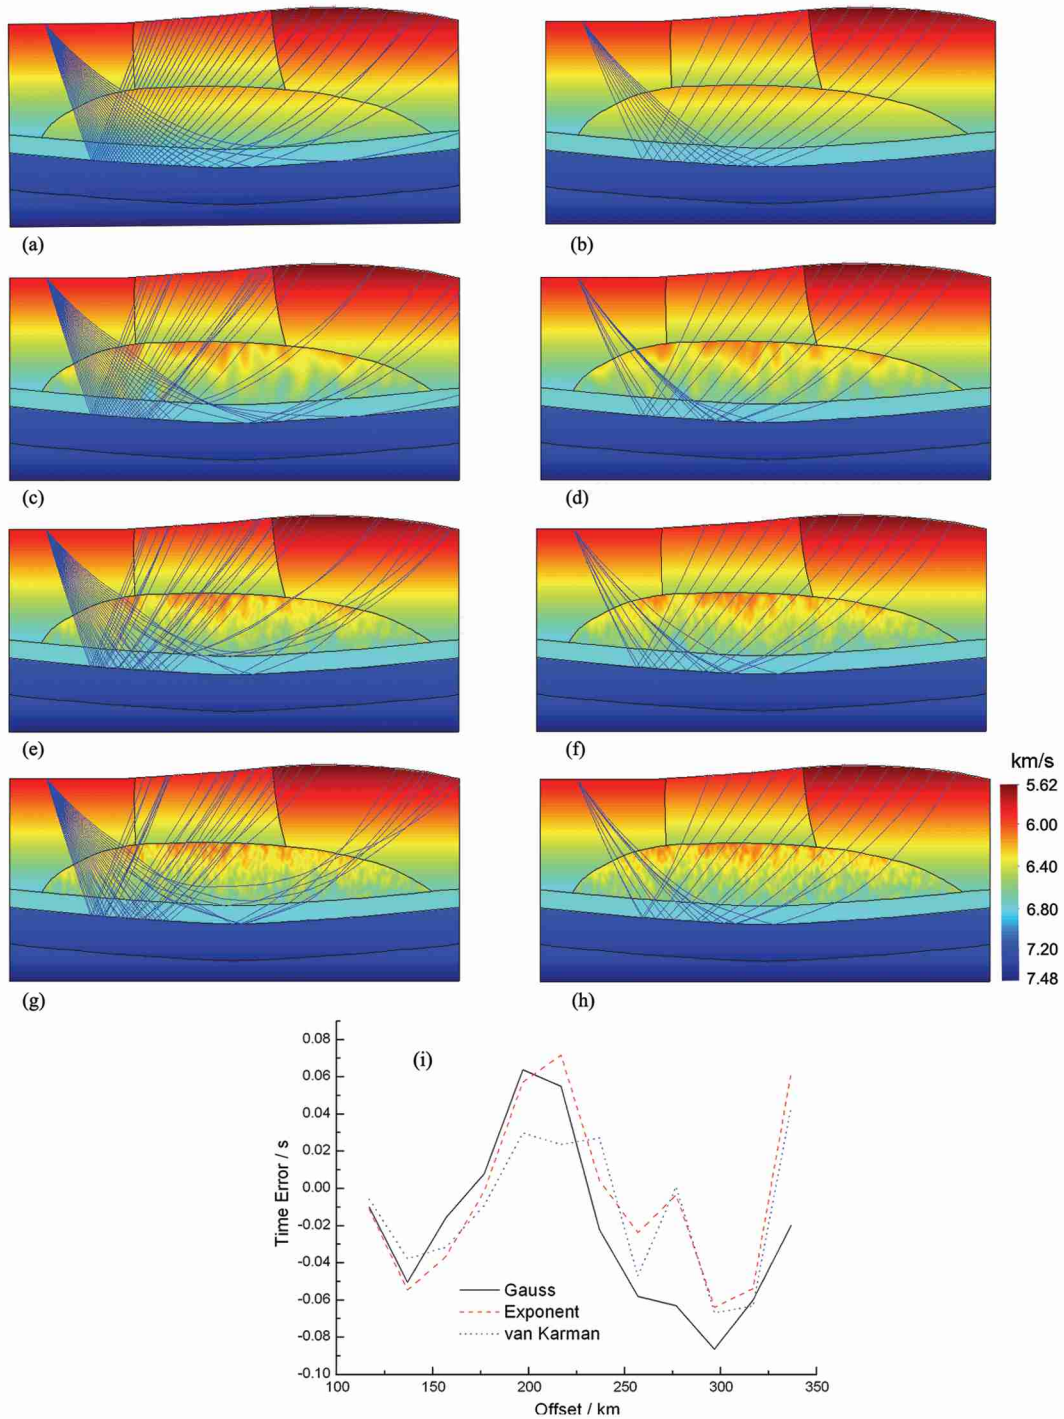 (a)
(b)
(c)
(d)
(e)
(f)
km/s
5.62
6.00
6.40
6.80
7.20
7.48
(g)
(h)
(i)
0.08
0.06
0.04
0.02
0.00
-0.02
-0.04
-0.06
-0.08
-0.10
Time Error / s
Gauss
Exponent
van Karman
100
150
200
250
300
350
Offset / km